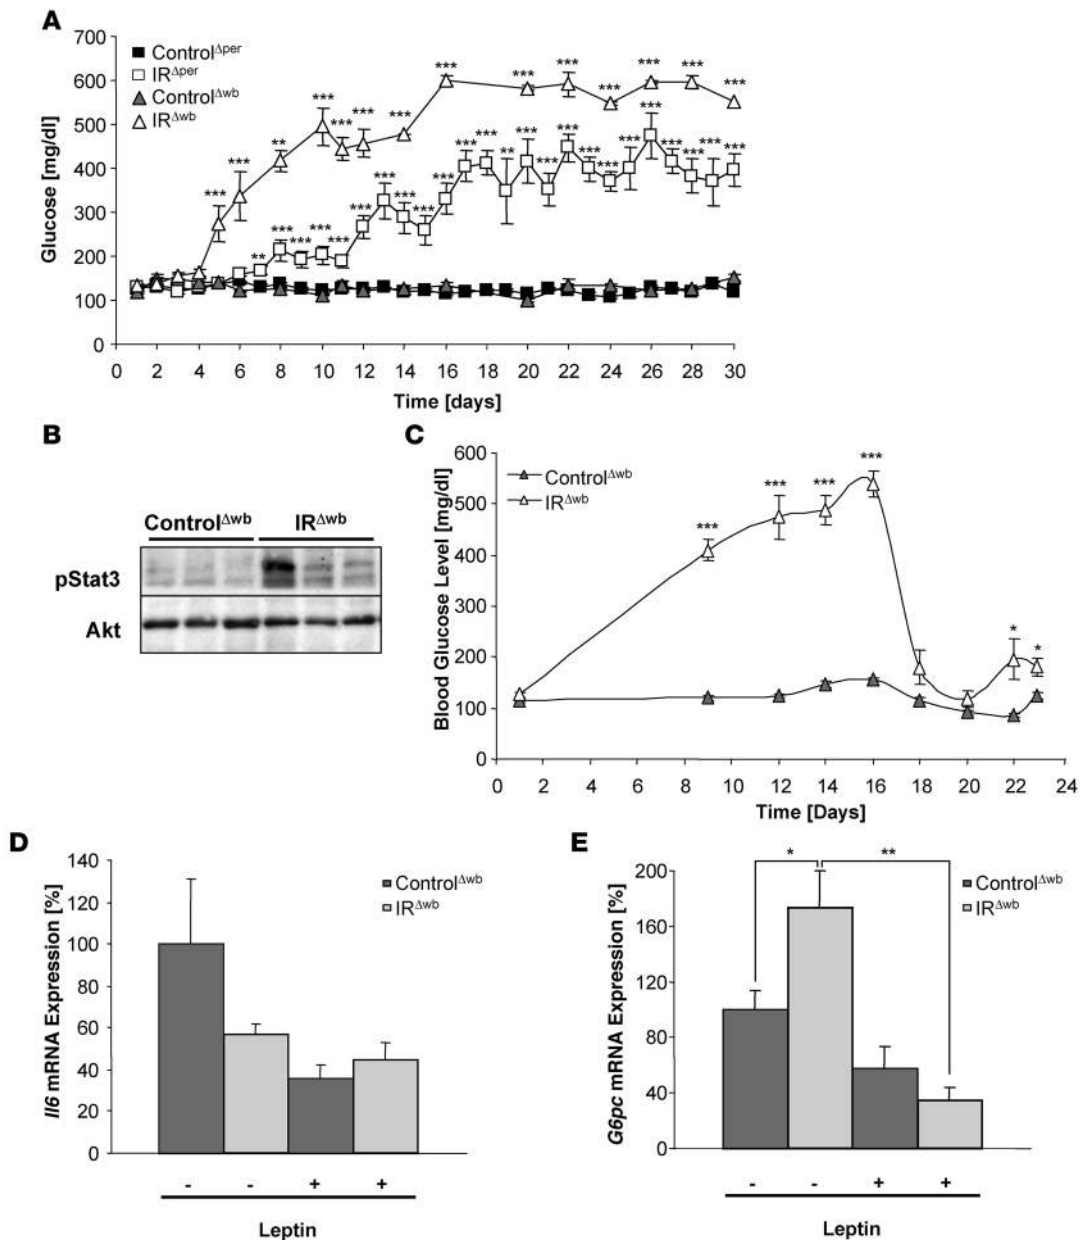 A
700
600
500
400
300
200
100
0
Glucose [mg/dl]
Control^Δper
IR^Δper
Control^Δwb
IR^Δwb
*** *** ** *** *** *** *** *** *** *** *** *** *** ***
** *** *** *** *** *** *** *** *** *** *** *** ** *** *** *** *** *** *** *** *** *** ***
0 2 4 6 8 10 12 14 16 18 20 22 24 26 28 30
Time [days]
B
Control^Δwb IR^Δwb
pStat3
Akt
C
600
500
400
300
200
100
0
Blood Glucose Level [mg/dl]
Control^Δwb
IR^Δwb
*** *** *** *** * *
0 2 4 6 8 10 12 14 16 18 20 22 24
Time [Days]
D
140
120
100
80
60
40
20
0
Il6 mRNA Expression [%]
Control^Δwb
IR^Δwb
- - + +
Leptin
E
200
160
120
80
40
0
G6pc mRNA Expression [%]
* **
Control^Δwb
IR^Δwb
- - + +
Leptin